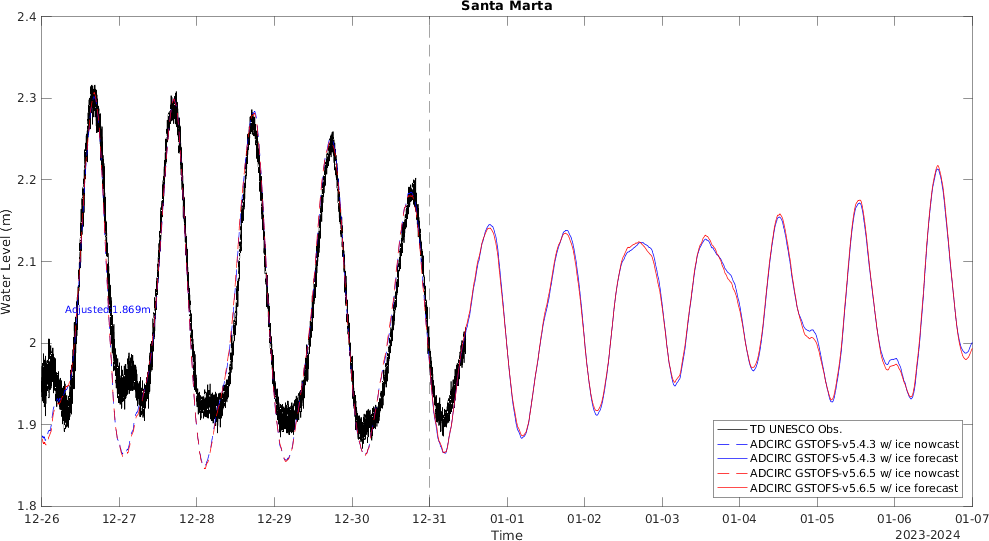 Santa Marta
2.4
2.3
2.2
2.1
2
1.9
1.8
Water Level (m)
Adjusted 1.869m
TD UNESCO Obs.
ADCIRC GSTOFS-v5.4.3 w/ ice nowcast
ADCIRC GSTOFS-v5.4.3 w/ ice forecast
ADCIRC GSTOFS-v5.6.5 w/ ice nowcast
ADCIRC GSTOFS-v5.6.5 w/ ice forecast
12-26 12-27 12-28 12-29 12-30 12-31 01-01 01-02 01-03 01-04 01-05 01-06 01-07
Time
2023-2024